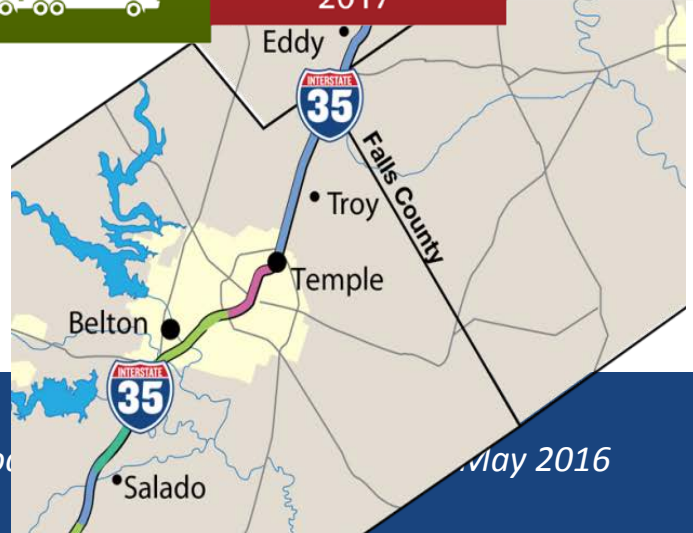 2017
Eddy
INTERSTATE
35
Falls County
Troy
Temple
Belton
INTERSTATE
35
May 2016
Salado